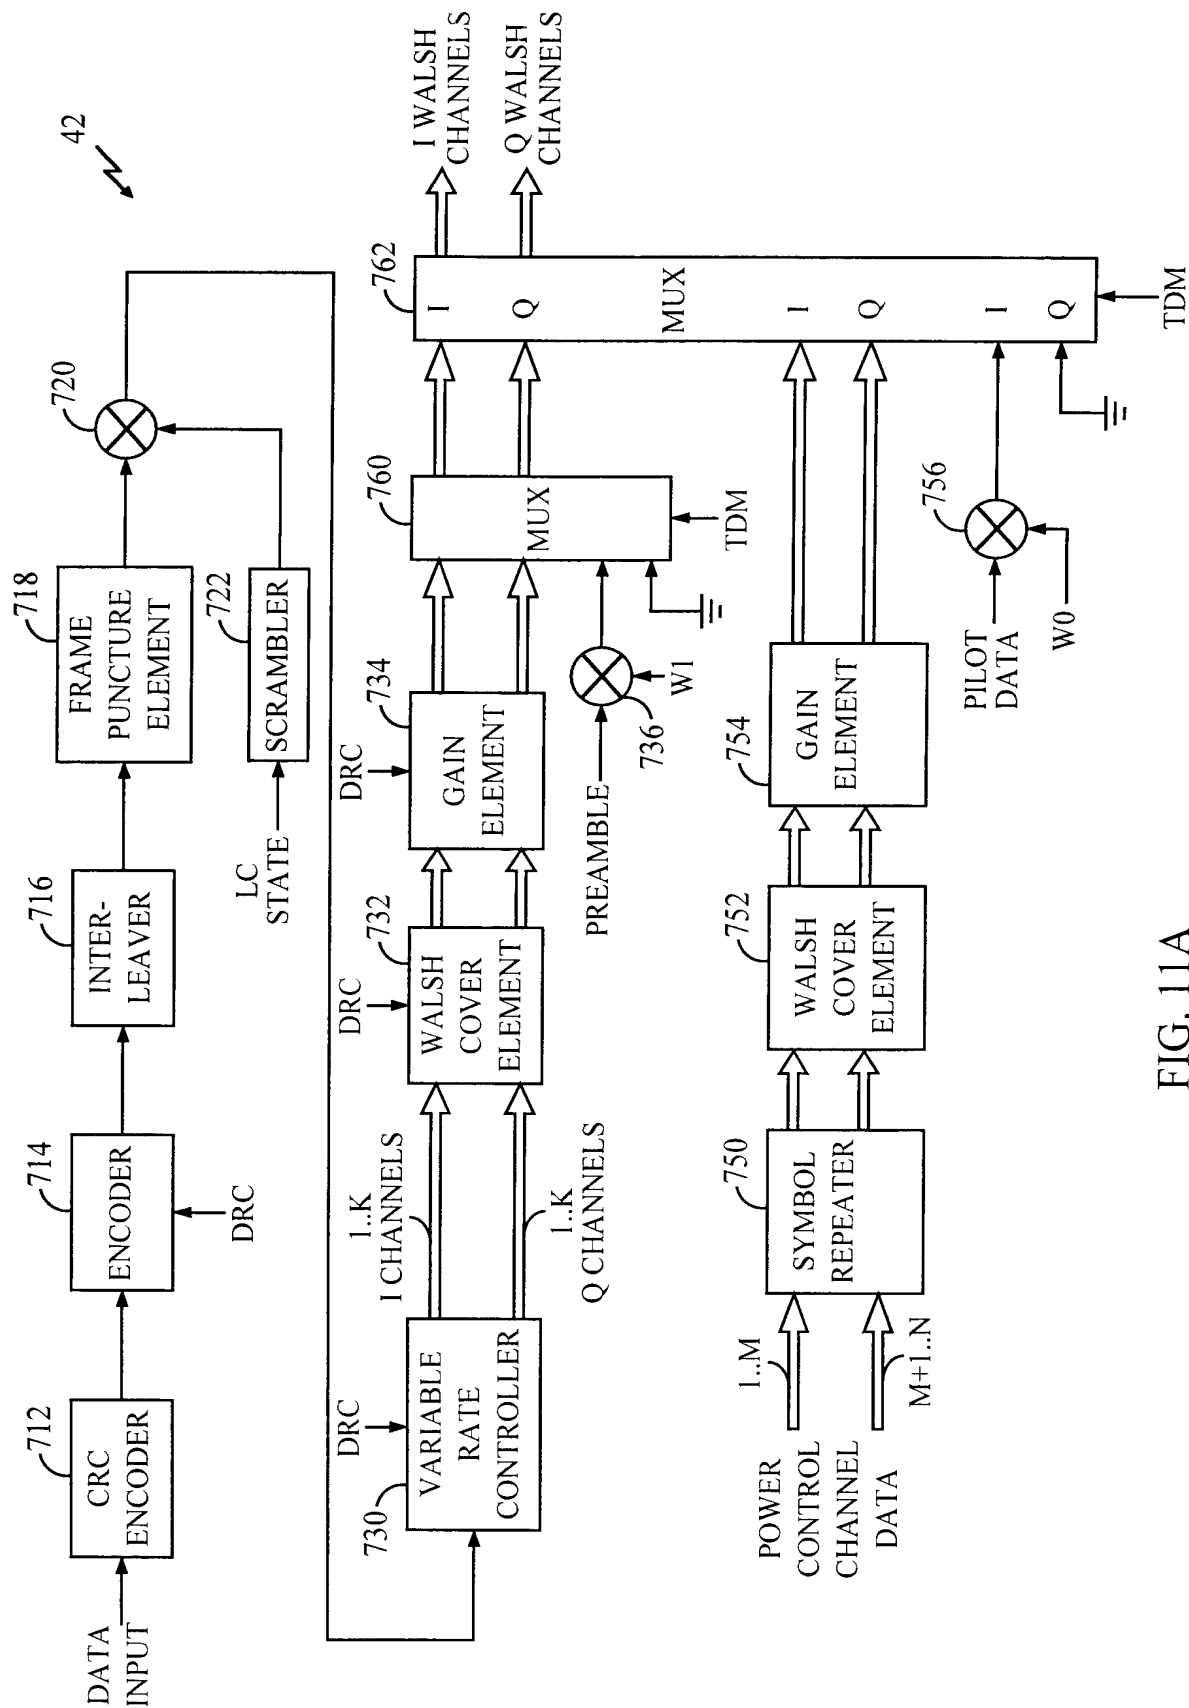 42
DATA
INPUT
712
CRC
ENCODER
714
ENCODER
DRC
716
INTER-
LEAVER
718
FRAME
PUNCTURE
ELEMENT
720
LC
STATE
722
SCRAMBLER
DRC
730
VARIABLE
RATE
CONTROLLER
1..K
I CHANNELS
1..K
Q CHANNELS
DRC
732
WALSH
COVER
ELEMENT
DRC
734
GAIN
ELEMENT
PREAMBLE
736
W1
760
MUX
TDM
762
I
Q
MUX
I
Q
I
Q
TDM
I WALSH
CHANNELS
Q WALSH
CHANNELS
POWER
CONTROL
CHANNEL
DATA
1..M
M+1..N
750
SYMBOL
REPEATER
752
WALSH
COVER
ELEMENT
754
GAIN
ELEMENT
PILOT
DATA
756
W0
FIG. 11A